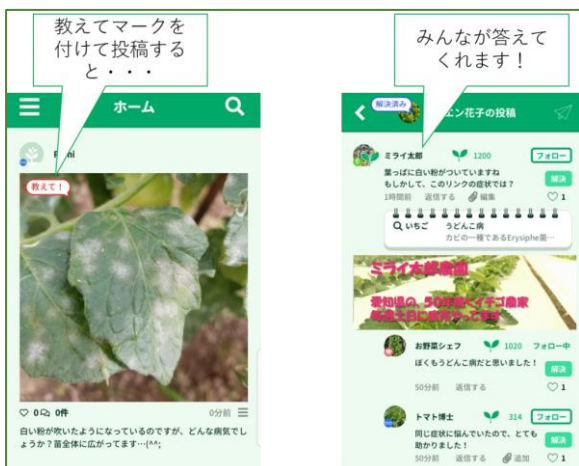 教えてマークを
付けて投稿する
と・・・
ホーム
教えて！
0 0件
0分前
白い粉が吹いたようになっているのですが、どんな病気でし
ょうか？苗全体に広がってます…(^^;
みんなが答えて
くれます！
解決済み
エン花子の投稿
ミライ太郎 1200 フォロー
葉っぱに白い粉がついていますね
もしかして、このリンクの症状では？
解決
1時間前 返信する 編集 1
いちご うどんこ病
カビの一種であるErysiphe菌…
ミライ太郎農園
愛知県の、50年続くイチゴ農家
お野菜シェフ 1020 フォロー中
ぼくもうどんこ病だと思いました！
解決
50分前 返信する 1
トマト博士 314 フォロー
同じ症状に悩んでいたので、とても
助かりました！
解決
50分前 返信する 追加 1